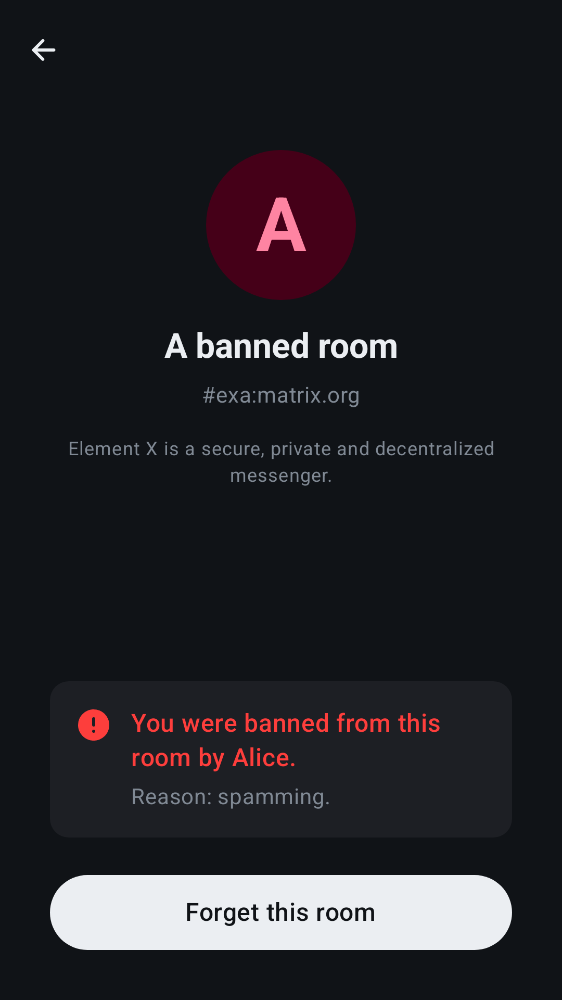 A
A banned room
#exa:matrix.org
Element X is a secure, private and decentralized
messenger.
You were banned from this
room by Alice.
Reason: spamming.
Forget this room